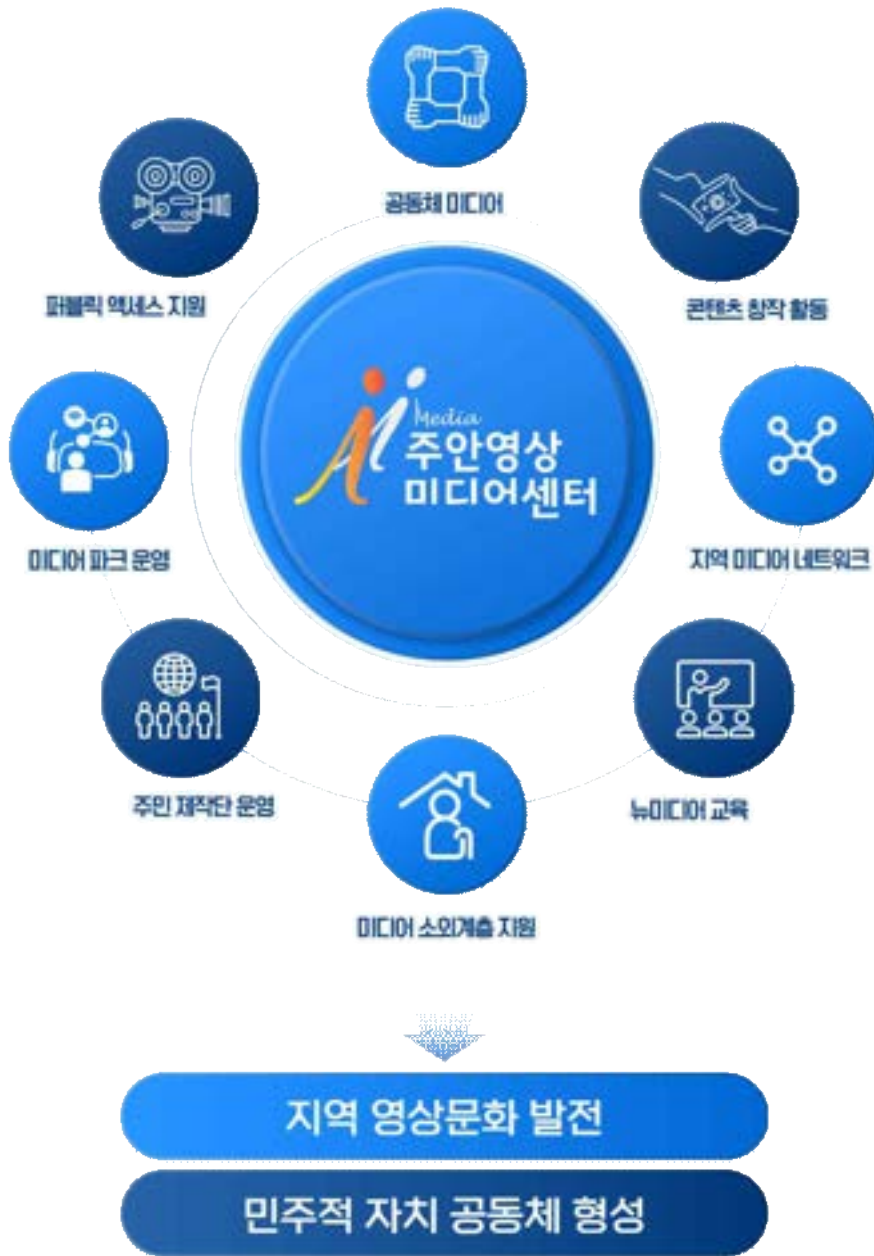 공동체 미디어
퍼블릭 액세스 지원
콘텐츠 창작 활동
Media
주안영상
미디어센터
미디어 파크 운영
지역 미디어 네트워크
주민 제작단 운영
뉴미디어 교육
미디어 소외계층 지원
지역 영상문화 발전
민주적 자치 공동체 형성